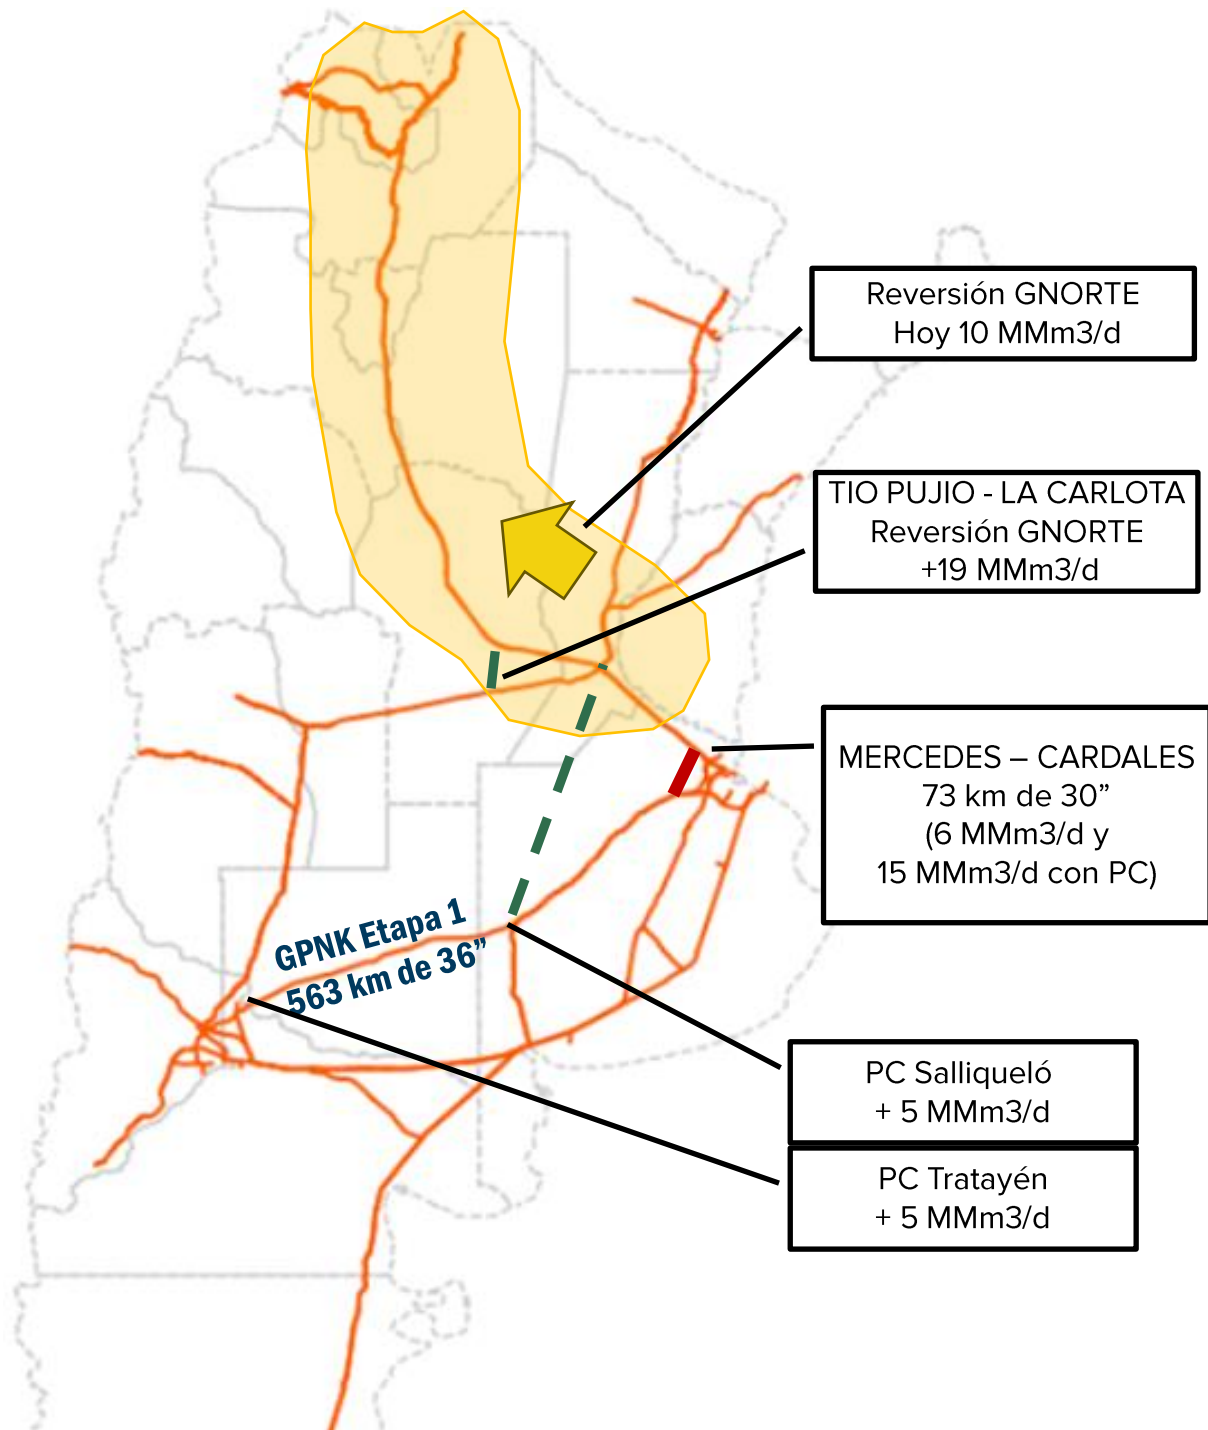 Reversión GNORTE
Hoy 10 MMm3/d
TIO PUJIO - LA CARLOTA
Reversión GNORTE
+19 MMm3/d
MERCEDES – CARDALES
73 km de 30”
(6 MMm3/d y
15 MMm3/d con PC)
GPNK Etapa 1
563 km de 36”
PC Salliqueló
+ 5 MMm3/d
PC Tratayén
+ 5 MMm3/d